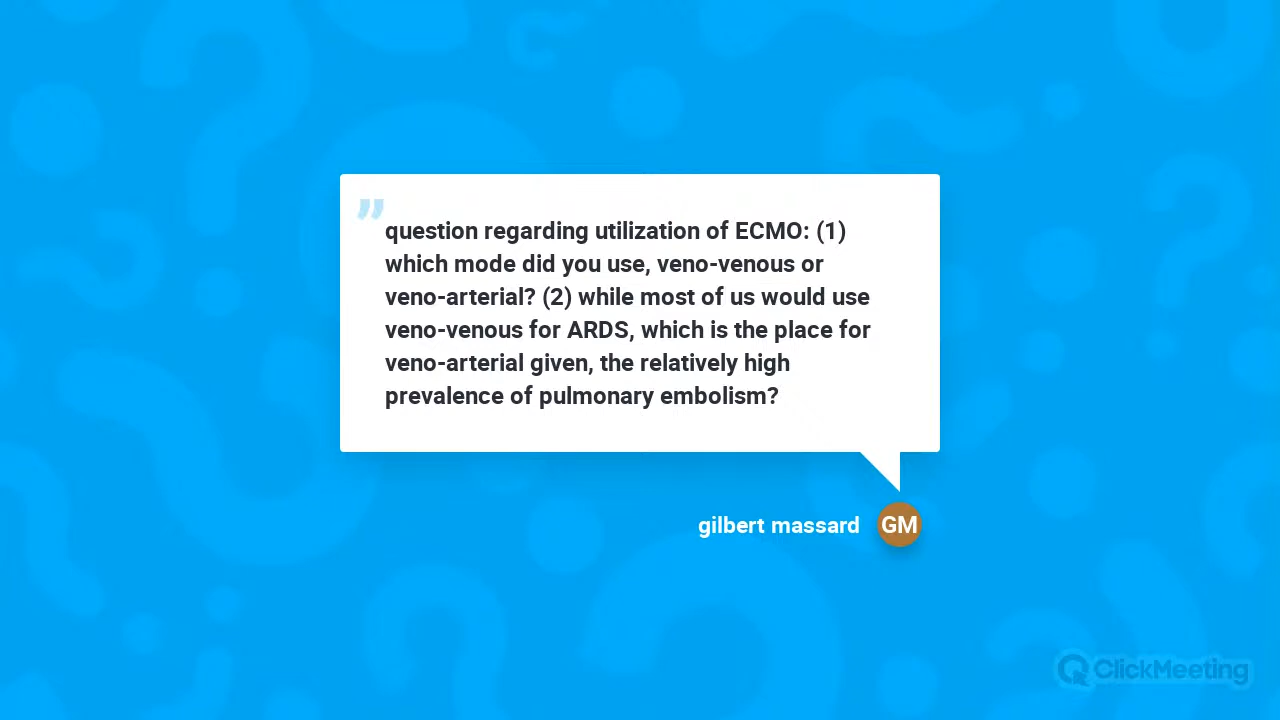 ”
question regarding utilization of ECMO: (1)
which mode did you use, veno-venous or
veno-arterial? (2) while most of us would use
veno-venous for ARDS, which is the place for
veno-arterial given, the relatively high
prevalence of pulmonary embolism?
gilbert massard GM
ClickMeeting